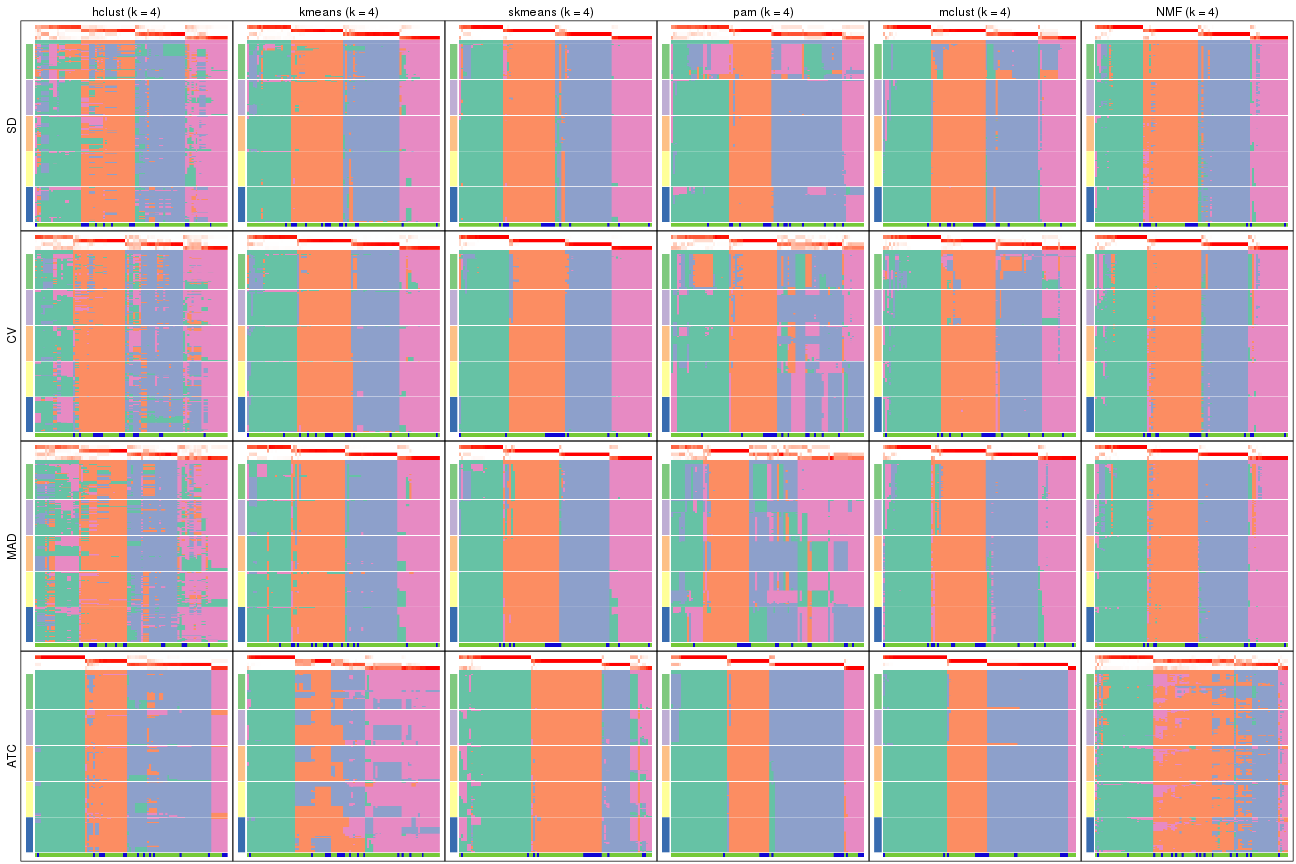 hclust (k = 4)
kmeans (k = 4)
skmeans (k = 4)
pam (k = 4)
mclust (k = 4)
NMF (k = 4)
SD
CV
MAD
ATC